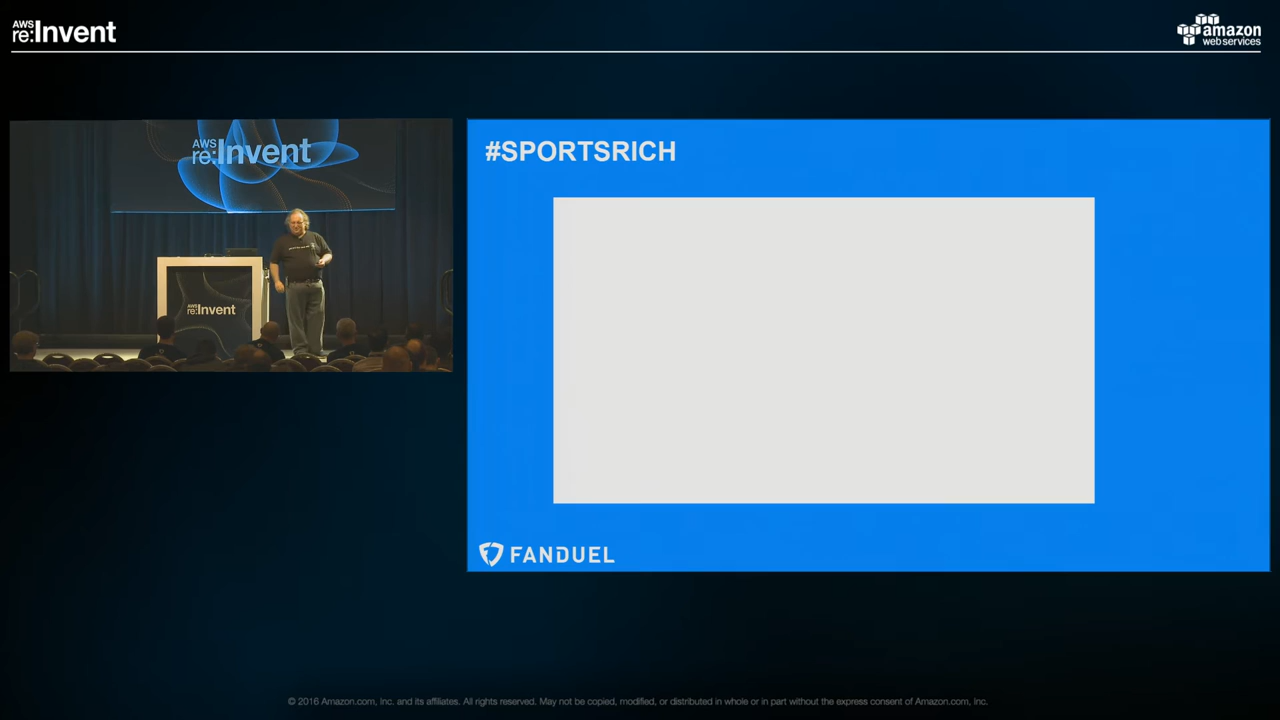 AWS
re:Invent
amazon
web services
AWS
re:Invent
AWS
re:Invent
#SPORTSRICH
FANDUEL
© 2016 Amazon.com, Inc. and its affiliates. All rights reserved. May not be copied, modified, or distributed in whole or in part without the express consent of Amazon.com, Inc.